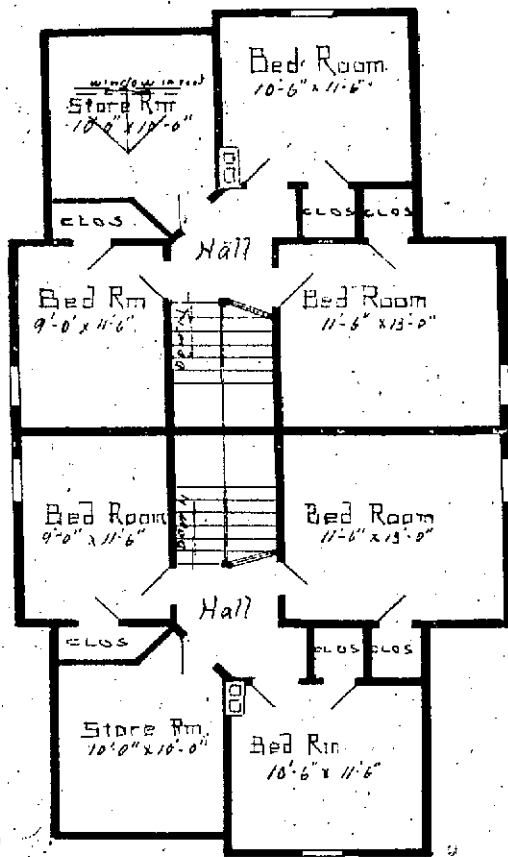 Bed Room
10'-6" x 11'-6"
window in roof
Store Rm
10'-0" x 10'-0"
CLOS
CLOS
CLOS
Hall
Bed Rm
9'-0" x 11'-6"
Bed Room
11'-6" x 13'-0"
Down
Bed Room
9'-0" x 11'-6"
Bed Room
11'-6" x 13'-0"
Down
Hall
CLOS
CLOS
CLOS
Store Rm
10'-0" x 10'-0"
Bed Rm
10'-6" x 11'-6"